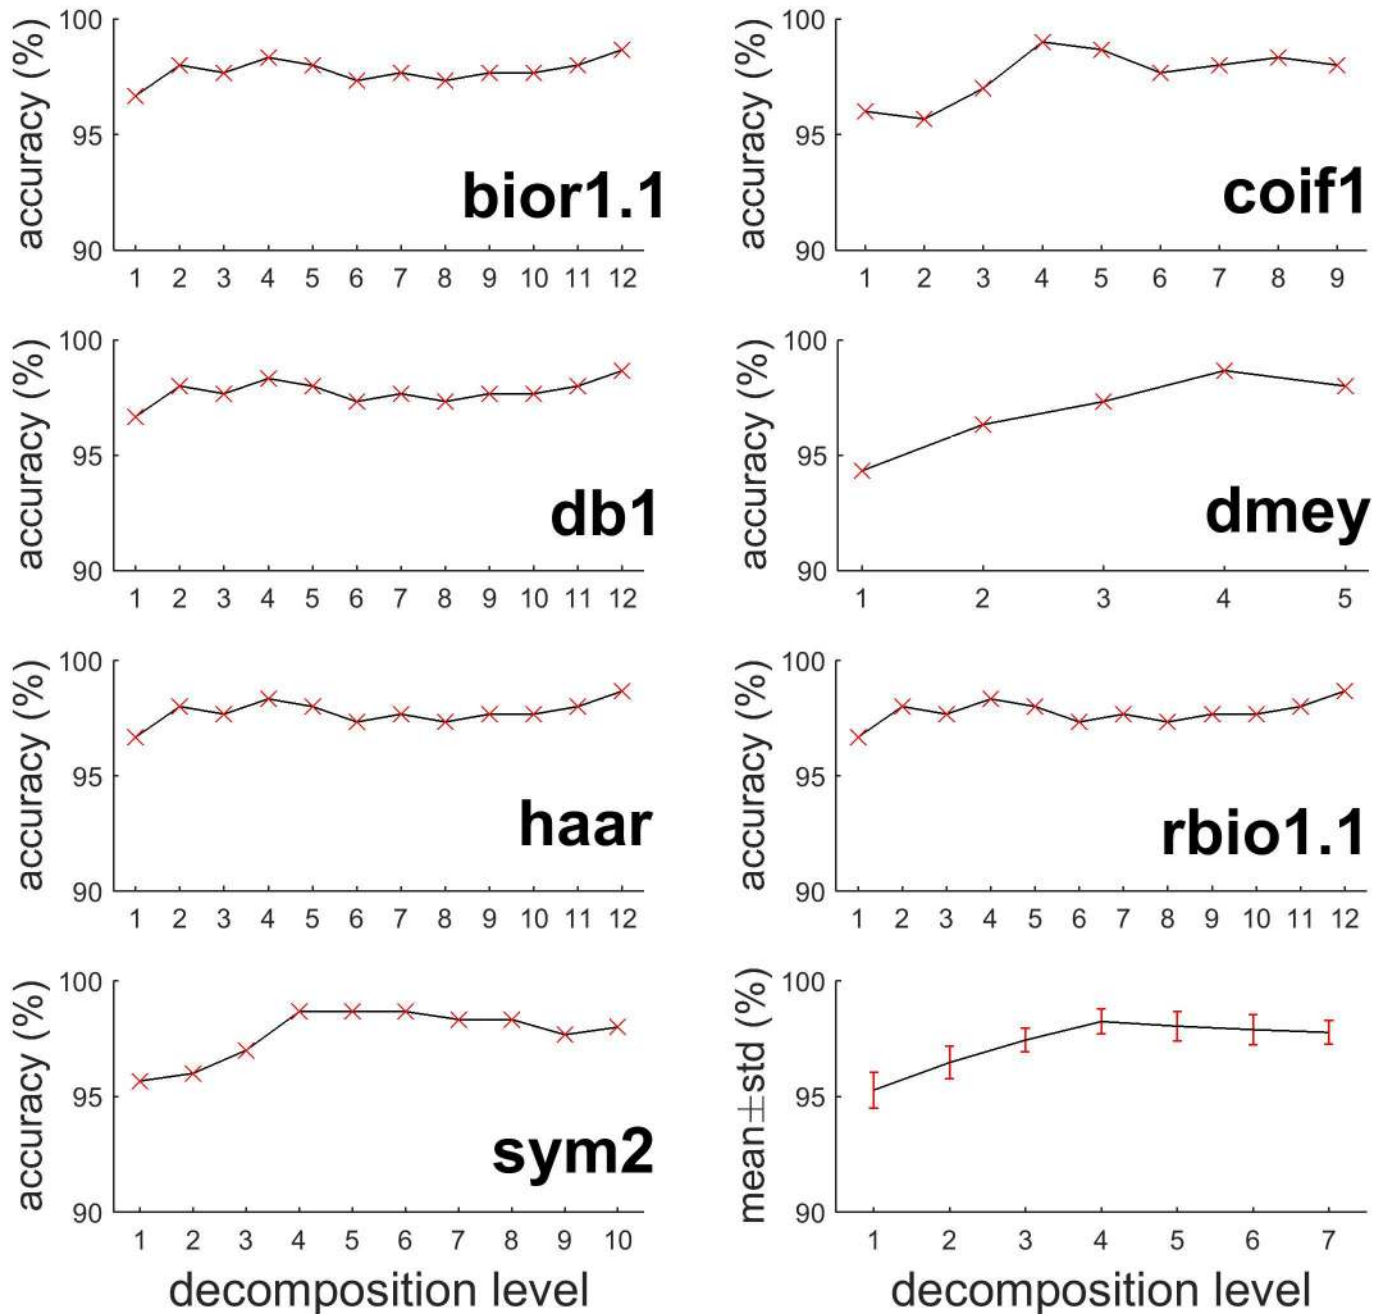 accuracy (%)
100
95
90
bior1.1
1 2 3 4 5 6 7 8 9 10 11 12
accuracy (%)
100
95
90
coif1
1 2 3 4 5 6 7 8 9
accuracy (%)
100
95
90
db1
1 2 3 4 5 6 7 8 9 10 11 12
accuracy (%)
100
95
90
dmey
1 2 3 4 5
accuracy (%)
100
95
90
haar
1 2 3 4 5 6 7 8 9 10 11 12
accuracy (%)
100
95
90
rbio1.1
1 2 3 4 5 6 7 8 9 10 11 12
accuracy (%)
100
95
90
sym2
1 2 3 4 5 6 7 8 9 10
decomposition level
mean±std (%)
100
95
90
1 2 3 4 5 6 7
decomposition level